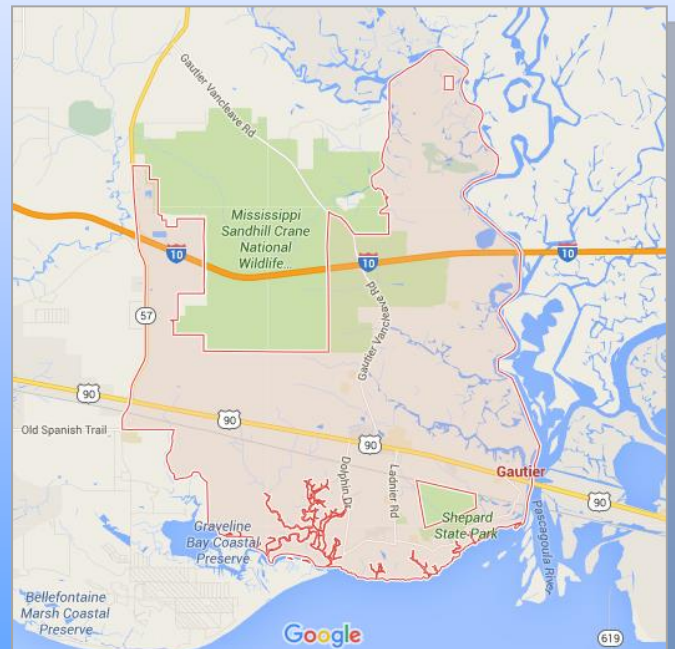 Gautier Vancleave Rd
Mississippi
Sandhill Crane
National
Wildlife...
10
10
10
57
Gautier Vancleave Rd
90
90
90
Old Spanish Trail
Gautier
90
Dolphin Dr
Ladnier Rd
Shepard
State Park
Graveline
Bay Coastal
Preserve
Pascagoula River
Bellefontaine
Marsh Coastal
Preserve
Google
619